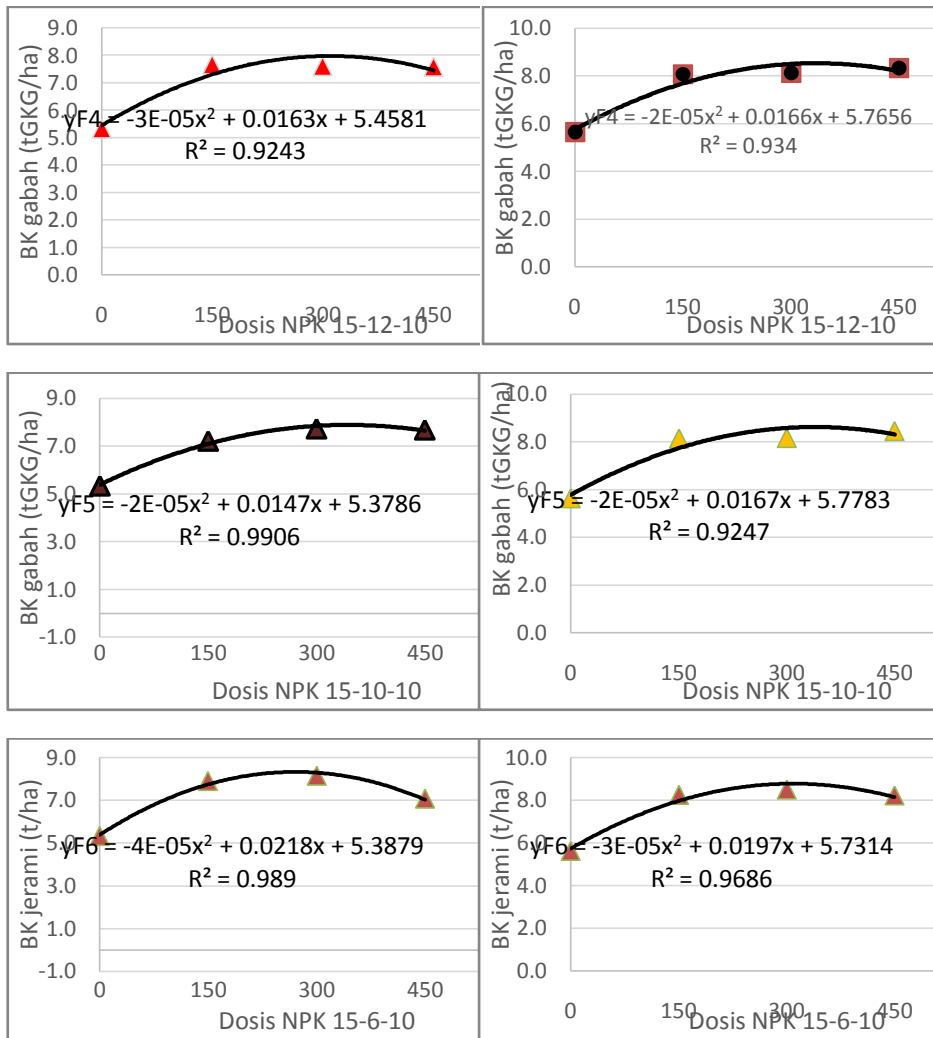 BK gabah (tGKG/ha)
9.0
8.0
7.0
6.0
5.0
4.0
3.0
2.0
1.0
0.0
yF4 = -3E-05x² + 0.0163x + 5.4581
R² = 0.9243
0 150 300 450
Dosis NPK 15-12-10
BK gabah (tGKG/ha)
10.0
8.0
6.0
4.0
2.0
0.0
yF4 = -2E-05x² + 0.0166x + 5.7656
R² = 0.934
0 150 300 450
Dosis NPK 15-12-10
BK gabah (tGKG/ha)
9.0
7.0
5.0
3.0
1.0
-1.0
yF5 = -2E-05x² + 0.0147x + 5.3786
R² = 0.9906
0 150 300 450
Dosis NPK 15-10-10
BK gabah (tGKG/ha)
10.0
8.0
6.0
4.0
2.0
0.0
yF5 = -2E-05x² + 0.0167x + 5.7783
R² = 0.9247
0 150 300 450
Dosis NPK 15-10-10
BK jerami (t/ha)
9.0
7.0
5.0
3.0
1.0
-1.0
yF6 = -4E-05x² + 0.0218x + 5.3879
R² = 0.989
0 150 300 450
Dosis NPK 15-6-10
BK jerami (t/ha)
10.0
8.0
6.0
4.0
2.0
0.0
yF6 = -3E-05x² + 0.0197x + 5.7314
R² = 0.9686
0 150 300 450
Dosis NPK 15-6-10